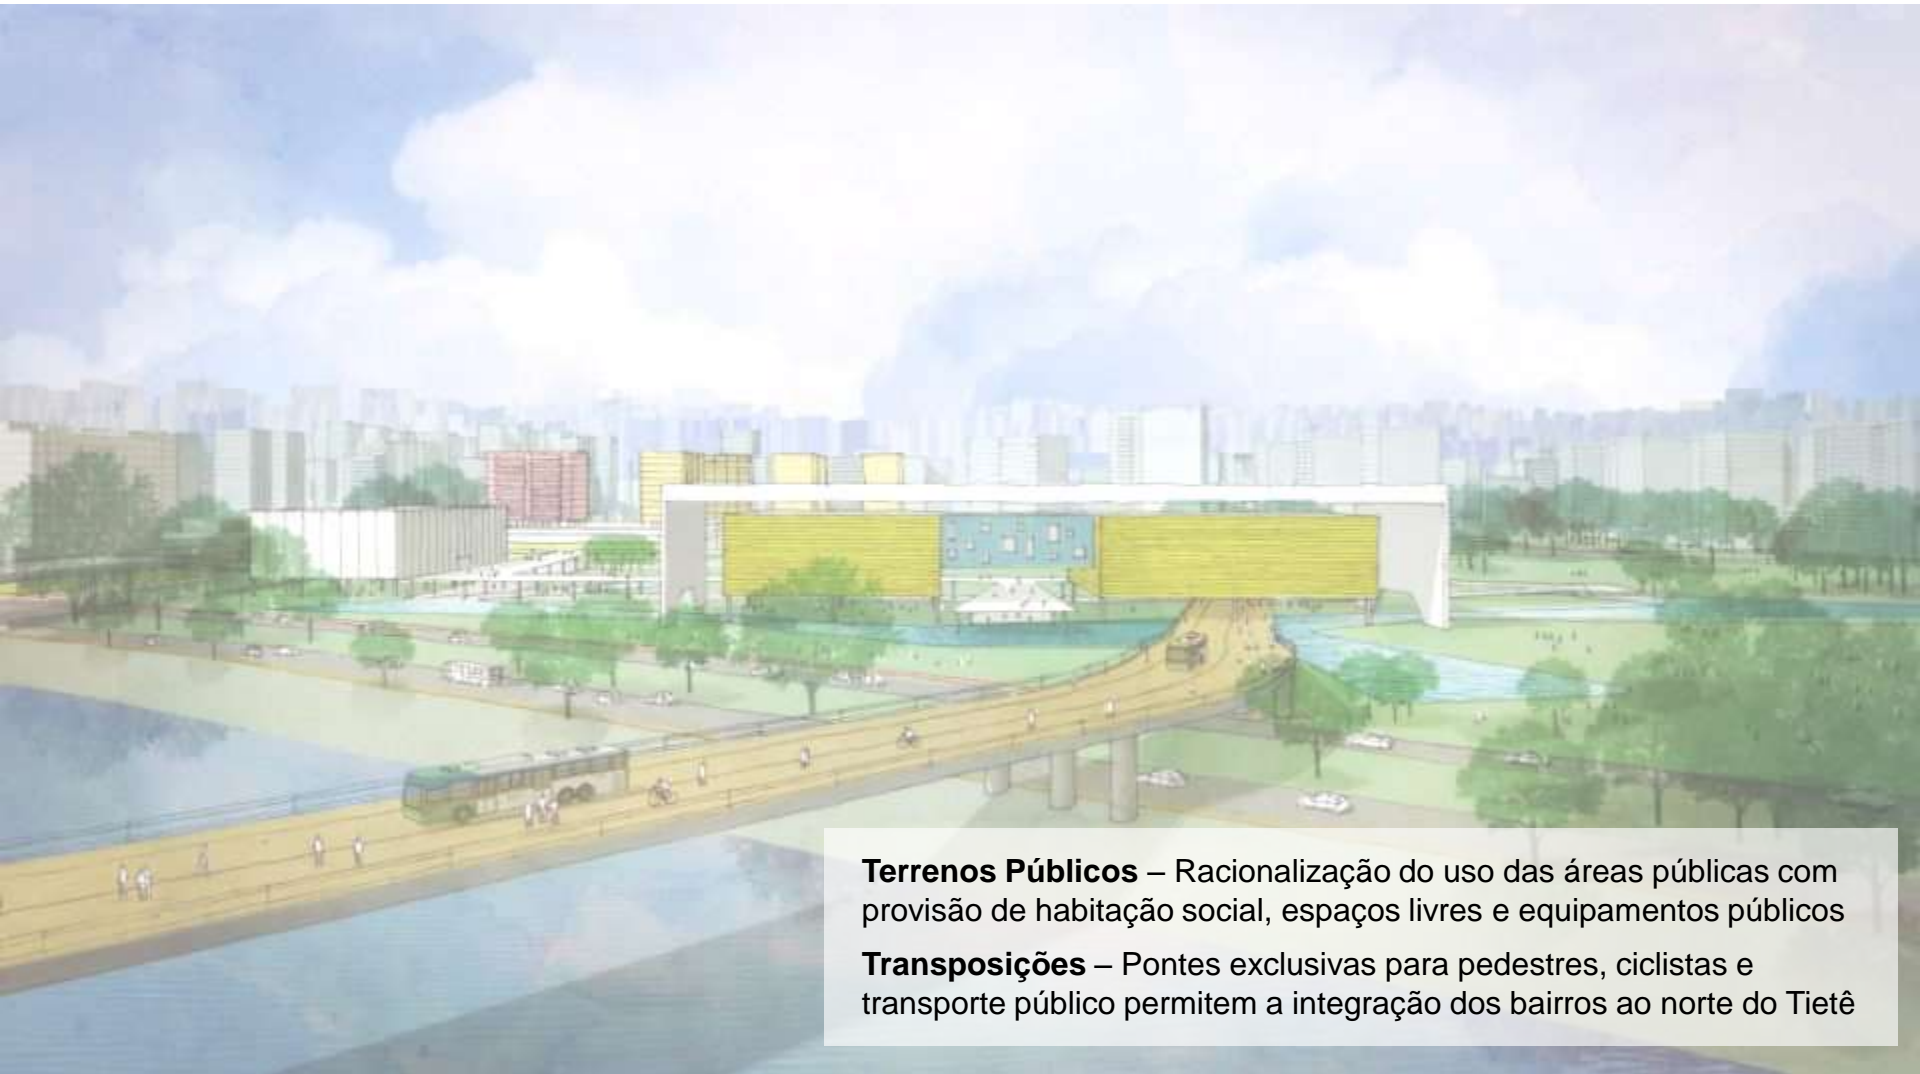 Terrenos Públicos – Racionalização do uso das áreas públicas com
provisão de habitação social, espaços livres e equipamentos públicos
Transposições – Pontes exclusivas para pedestres, ciclistas e
transporte público permitem a integração dos bairros ao norte do Tietê